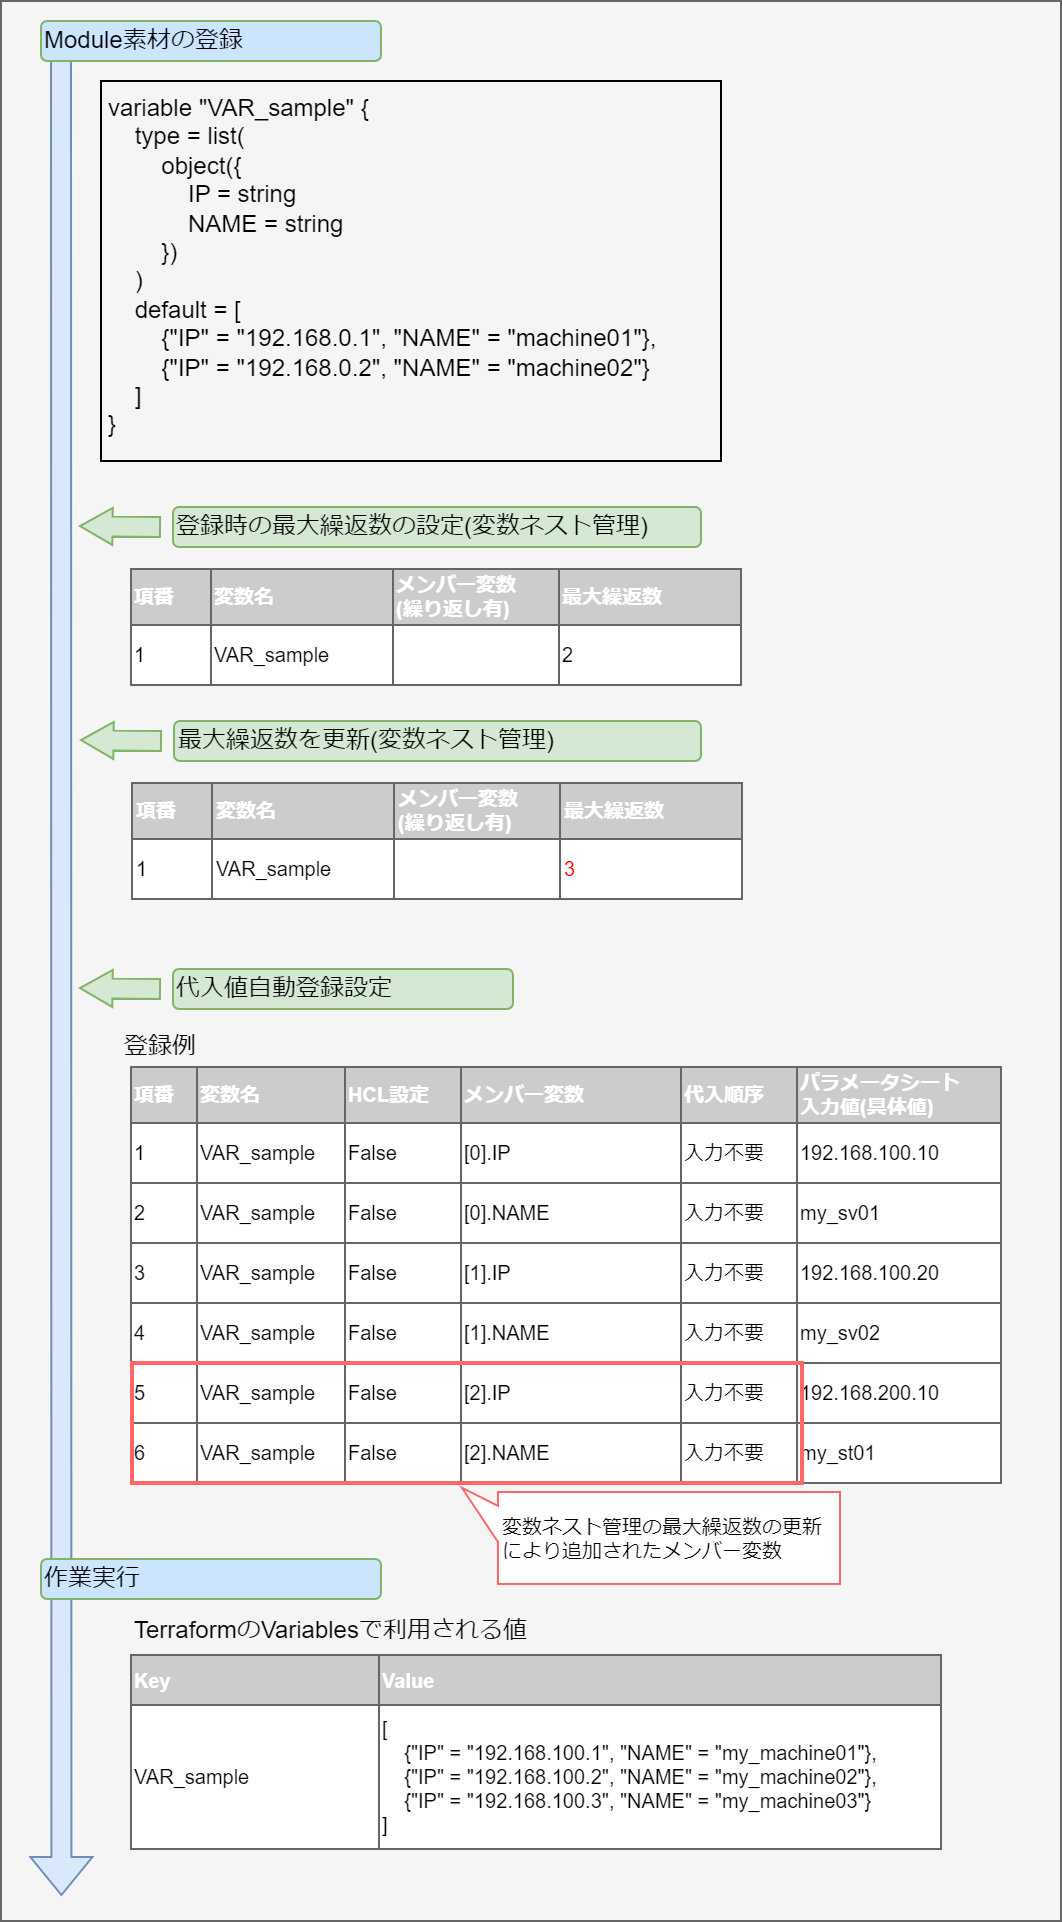 Module素材の登録
variable "VAR_sample" {
type = list(
object({
IP = string
NAME = string
})
)
default = [
{"IP" = "192.168.0.1", "NAME" = "machine01"},
{"IP" = "192.168.0.2", "NAME" = "machine02"}
]
}
登録時の最大繰返数の設定(変数ネスト管理)
項番 変数名 メンバー変数 最大繰返数
(繰り返し有)
1 VAR_sample 2
最大繰返数を更新(変数ネスト管理)
項番 変数名 メンバー変数 最大繰返数
(繰り返し有)
1 VAR_sample 3
代入値自動登録設定
登録例
項番 変数名 HCL設定 メンバー変数 代入順序 パラメータシート
入力値(具体値)
1 VAR_sample False [0].IP 入力不要 192.168.100.10
2 VAR_sample False [0].NAME 入力不要 my_sv01
3 VAR_sample False [1].IP 入力不要 192.168.100.20
4 VAR_sample False [1].NAME 入力不要 my_sv02
5 VAR_sample False [2].IP 入力不要 192.168.200.10
6 VAR_sample False [2].NAME 入力不要 my_st01
変数ネスト管理の最大繰返数の更新
により追加されたメンバー変数
作業実行
TerraformのVariablesで利用される値
Key Value
VAR_sample
[
{"IP" = "192.168.100.1", "NAME" = "my_machine01"},
{"IP" = "192.168.100.2", "NAME" = "my_machine02"},
{"IP" = "192.168.100.3", "NAME" = "my_machine03"}
]